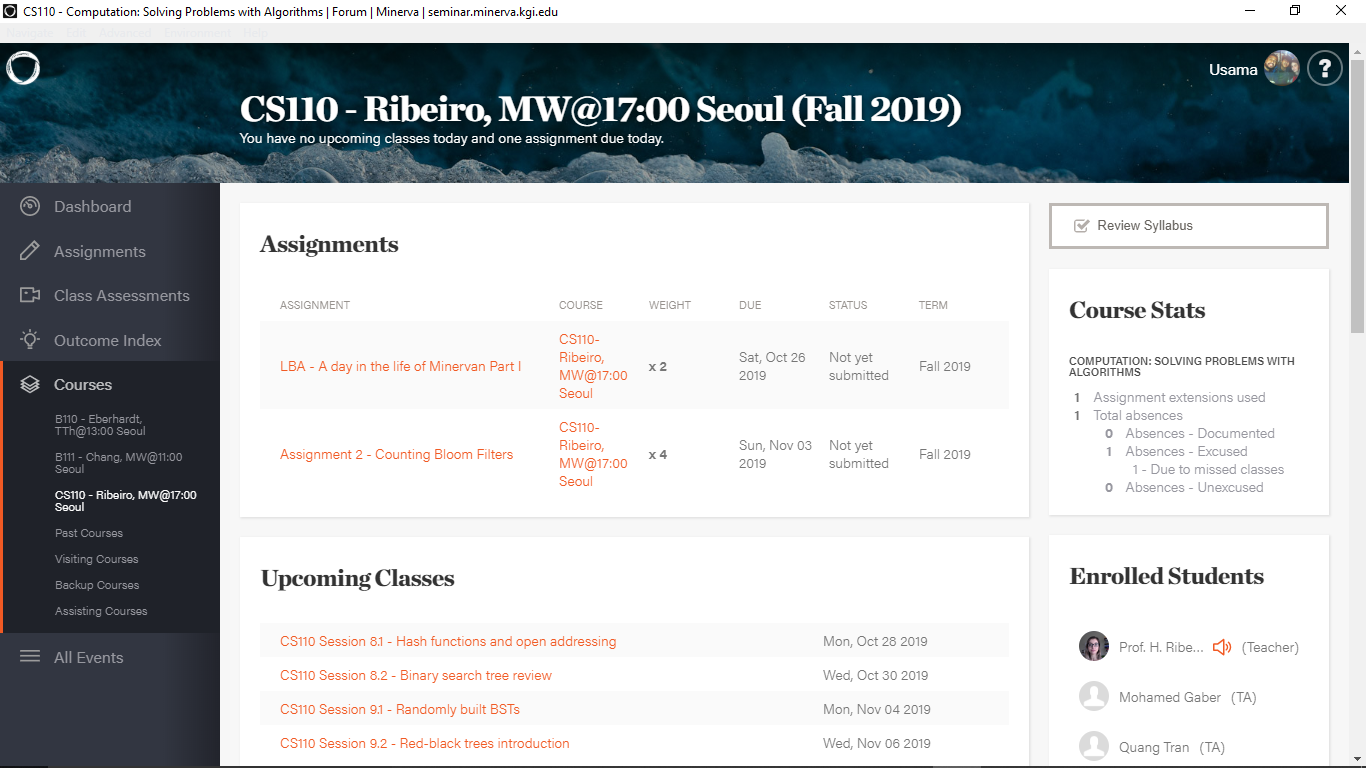 CS110 - Computation: Solving Problems with Algorithms | Forum | Minerva | seminar.minerva.kgi.edu
Navigate Edit Advanced Environment Help
Usama
?
CS110 - Ribeiro, MW@17:00 Seoul (Fall 2019)
You have no upcoming classes today and one assignment due today.
Dashboard
Assignments
Class Assessments
Outcome Index
Courses
B110 - Eberhardt,
TTh@13:00 Seoul
B111 - Chang, MW@11:00
Seoul
CS110 - Ribeiro, MW@17:00
Seoul
Past Courses
Visiting Courses
Backup Courses
Assisting Courses
All Events
Assignments
ASSIGNMENT COURSE WEIGHT DUE STATUS TERM
LBA - A day in the life of Minervan Part I
CS110-
Ribeiro,
MW@17:00
Seoul
x 2
Sat, Oct 26
2019
Not yet
submitted
Fall 2019
Assignment 2 - Counting Bloom Filters
CS110-
Ribeiro,
MW@17:00
Seoul
x 4
Sun, Nov 03
2019
Not yet
submitted
Fall 2019
Upcoming Classes
CS110 Session 8.1 - Hash functions and open addressing Mon, Oct 28 2019
CS110 Session 8.2 - Binary search tree review Wed, Oct 30 2019
CS110 Session 9.1 - Randomly built BSTs Mon, Nov 04 2019
CS110 Session 9.2 - Red-black trees introduction Wed, Nov 06 2019
Review Syllabus
Course Stats
COMPUTATION: SOLVING PROBLEMS WITH
ALGORITHMS
1 Assignment extensions used
1 Total absences
0 Absences - Documented
1 Absences - Excused
1 - Due to missed classes
0 Absences - Unexcused
Enrolled Students
Prof. H. Ribe... (Teacher)
Mohamed Gaber (TA)
Quang Tran (TA)